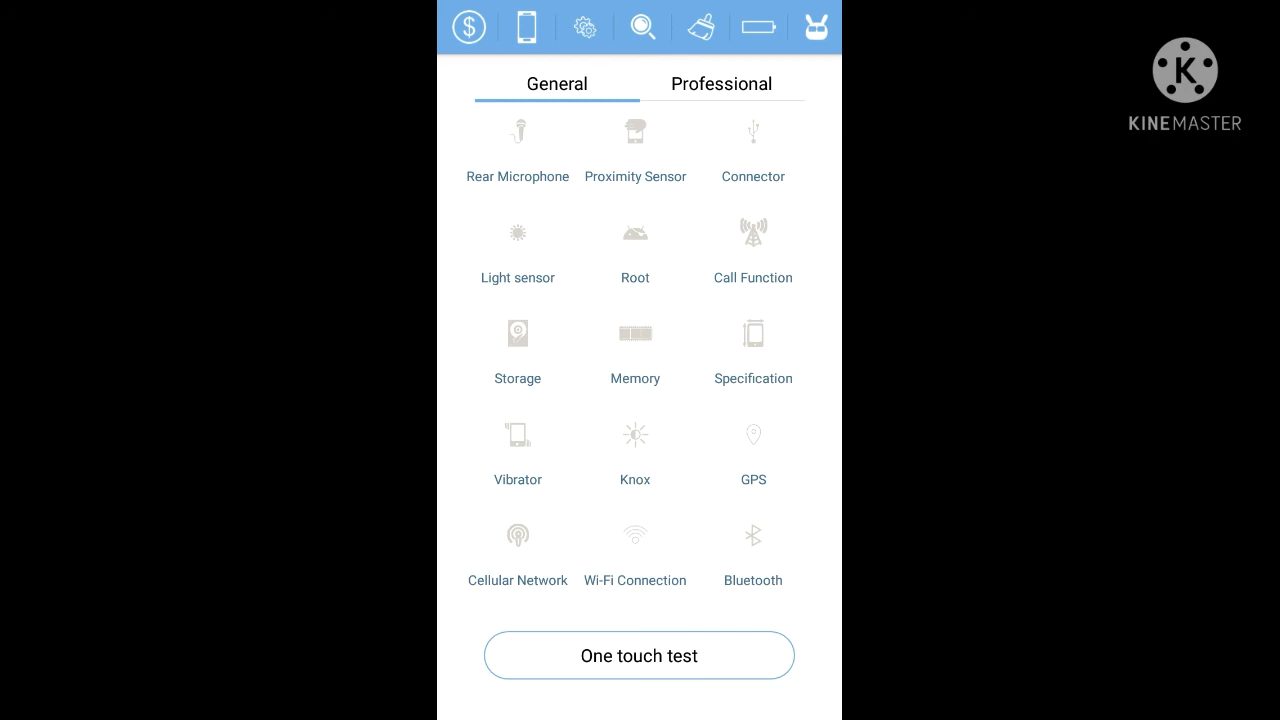 General Professional
Rear Microphone Proximity Sensor Connector
Light sensor Root Call Function
Storage Memory Specification
Vibrator Knox GPS
Cellular Network Wi-Fi Connection Bluetooth
One touch test
K
KINEMASTER